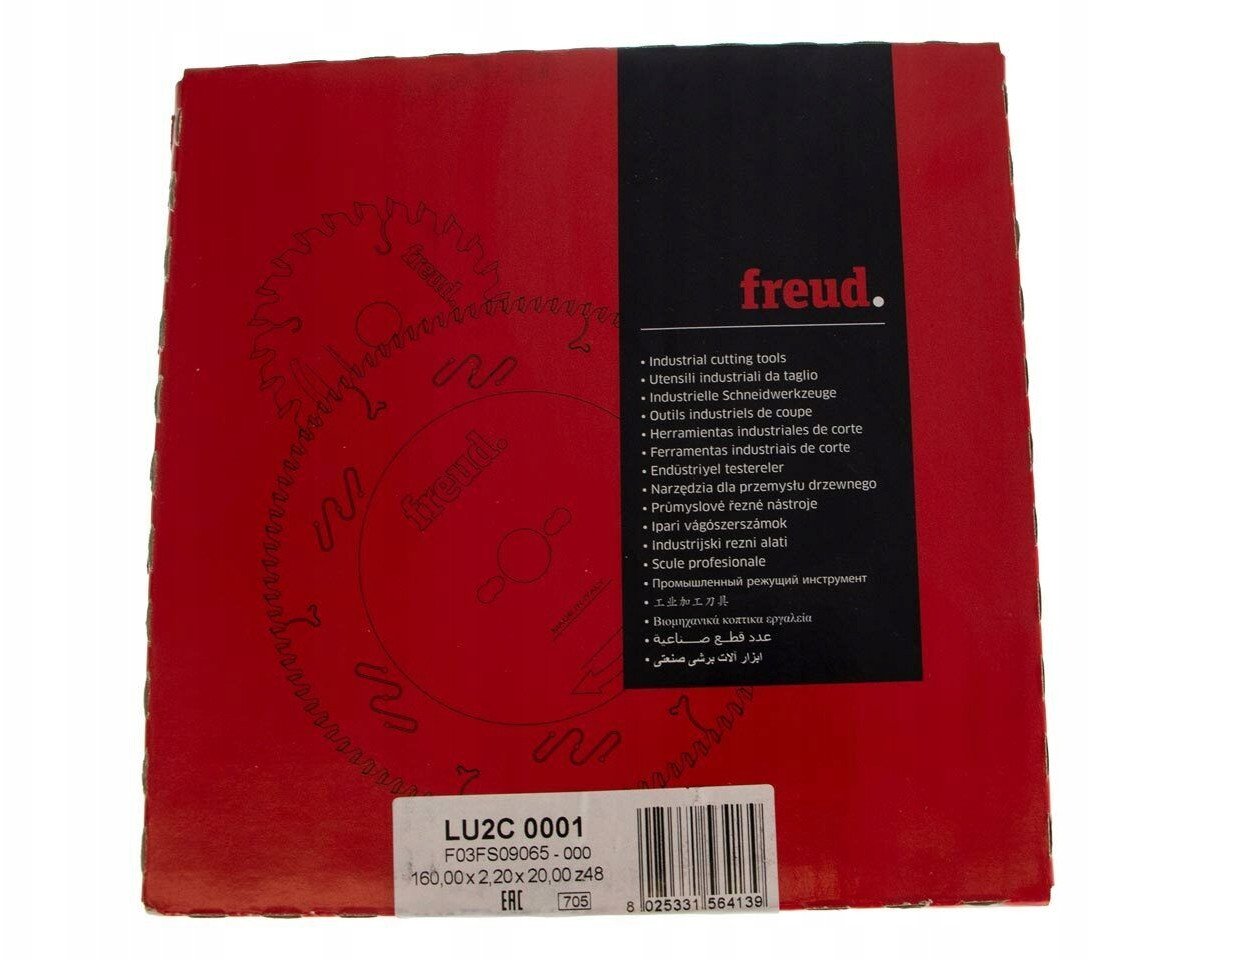 freud.
freud.
freud.
• Industrial cutting tools
• Utensili industriali da taglio
• Industrielle Schneidwerkzeuge
• Outils industriels de coupe
• Herramientas industriales de corte
• Ferramentas industriais de corte
• Endüstriyel testereler
• Narzędzia dla przemysłu drzewnego
• Průmyslové řezné nástroje
• Ipari vágószerszámok
• Industrijski rezni alati
• Scule profesionale
• Промышленный режущий инструмент
• 工业加工刀具
• Βιομηχανικά κοπτικα εργαλεία
• عدد قطـع صـــناعية
• ابزار آلات برشی صنعتی
LU2C 0001
F03FS09065 - 000
160,00 x 2,20 x 20,00 z48
EAC 705
8 025331 564139